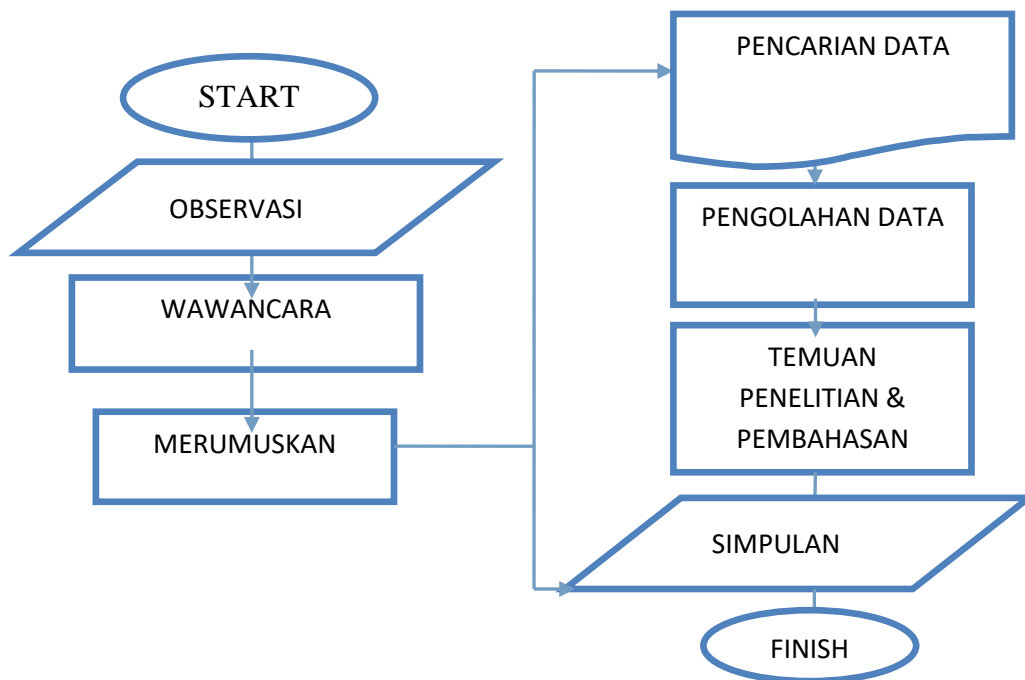 START
OBSERVASI
WAWANCARA
MERUMUSKAN
PENCARIAN DATA
PENGOLAHAN DATA
TEMUAN
PENELITIAN &
PEMBAHASAN
SIMPULAN
FINISH